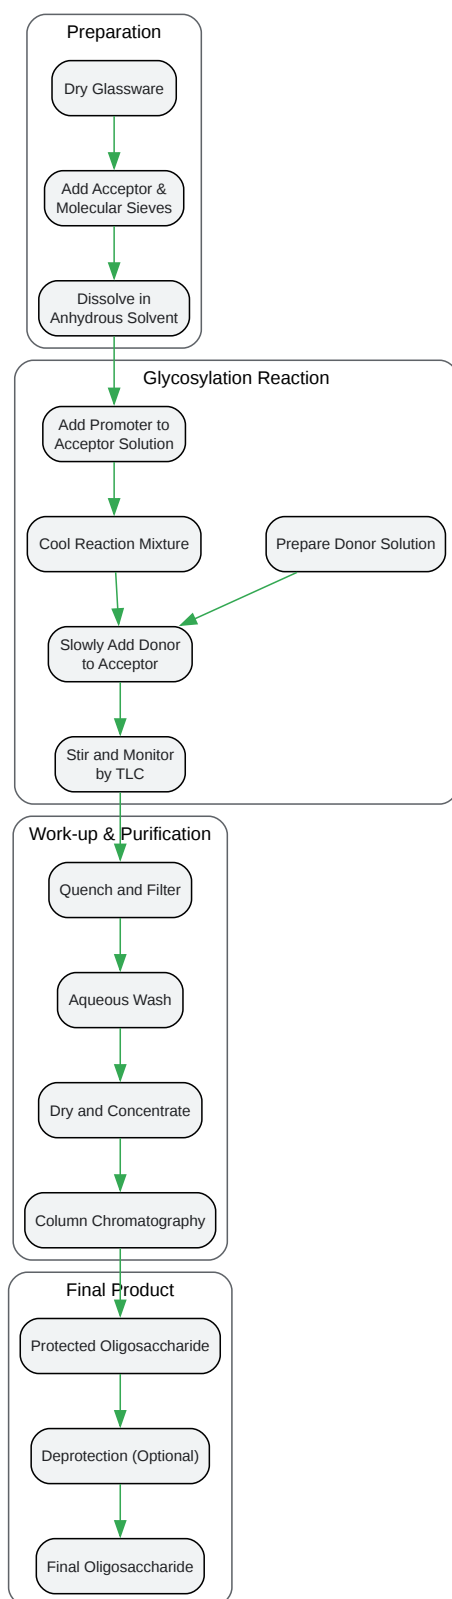 Preparation
Dry Glassware
Add Acceptor &
Molecular Sieves
Dissolve in
Anhydrous Solvent
Glycosylation Reaction
Add Promoter to
Acceptor Solution
Cool Reaction Mixture
Prepare Donor Solution
Slowly Add Donor
to Acceptor
Stir and Monitor
by TLC
Work-up & Purification
Quench and Filter
Aqueous Wash
Dry and Concentrate
Column Chromatography
Final Product
Protected Oligosaccharide
Deprotection (Optional)
Final Oligosaccharide